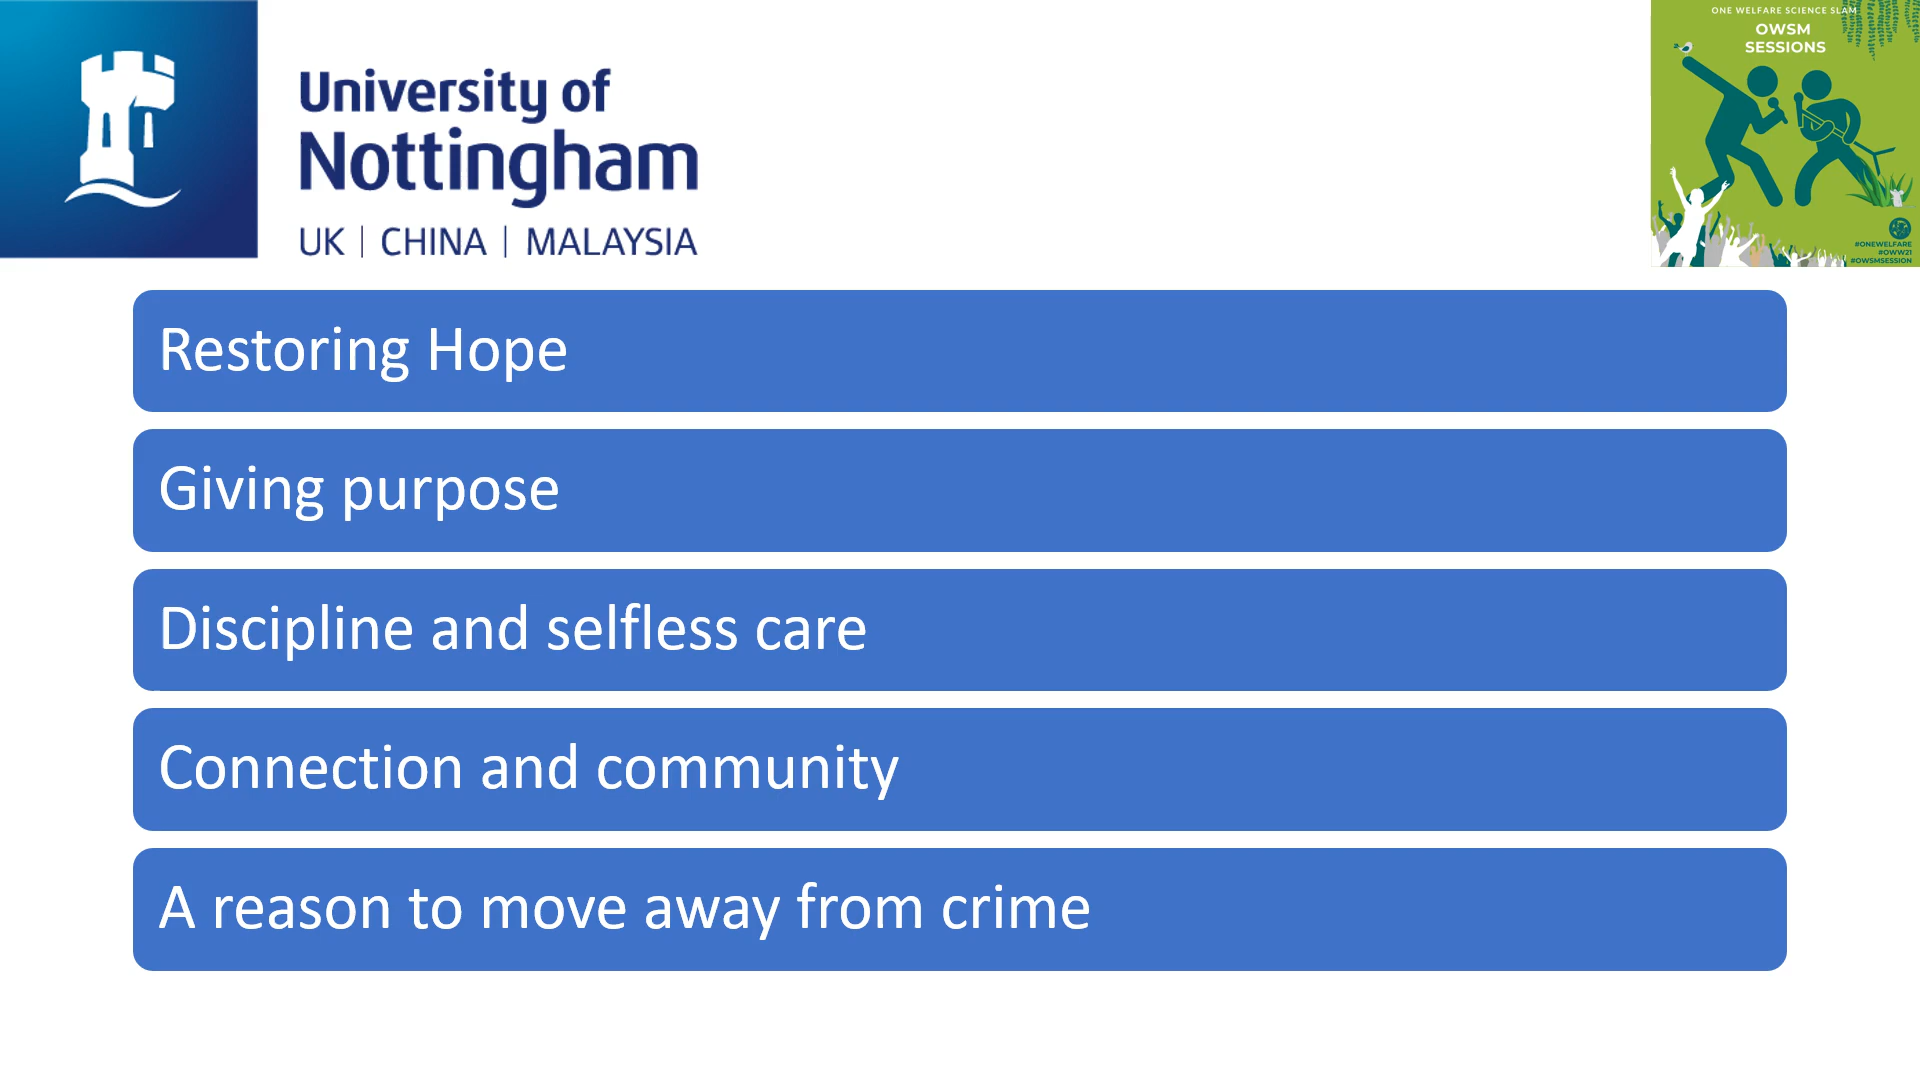 University of
Nottingham
UK | CHINA | MALAYSIA
ONE WELFARE SCIENCE SLAM
OWSM
SESSIONS
#ONEWELFARE
#OWW21
#OWSMSESSION
Restoring Hope
Giving purpose
Discipline and selfless care
Connection and community
A reason to move away from crime